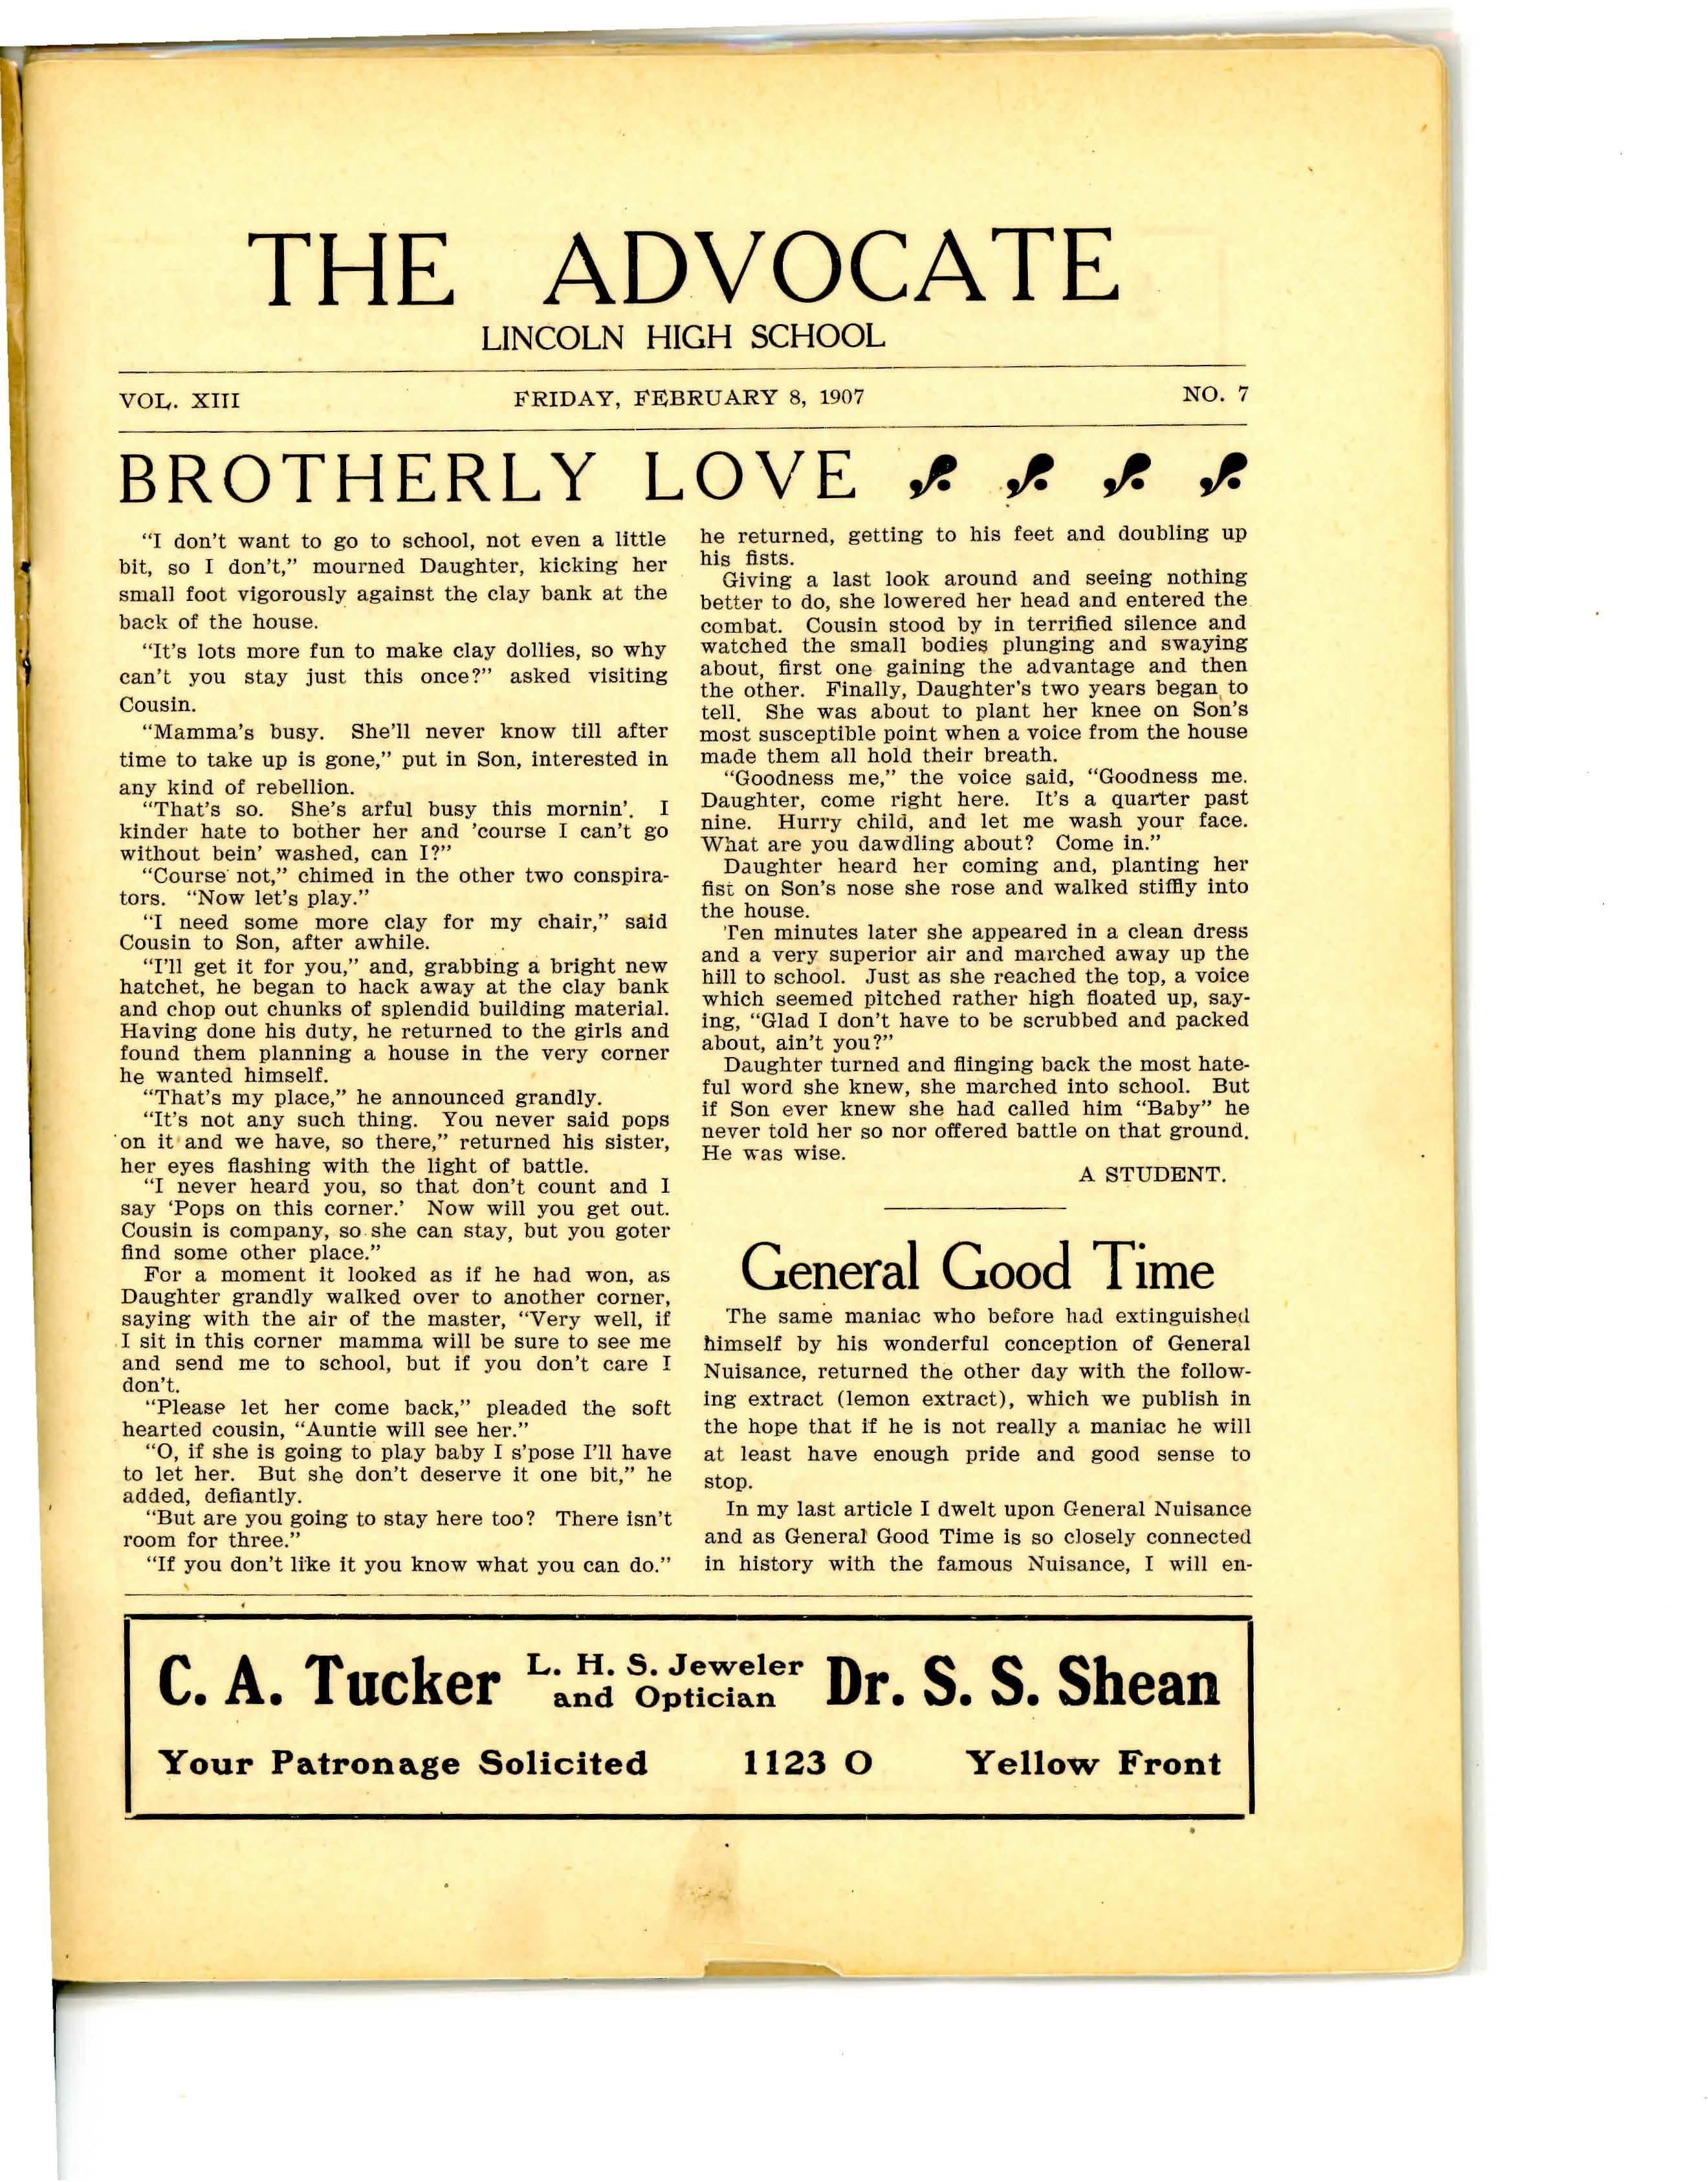 THE ADVOCATE
LINCOLN HIGH SCHOOL
VOL. XIII FRIDAY, FEBRUARY 8, 1907 NO. 7
BROTHERLY LOVE
"I don't want to go to school, not even a little
bit, so I don't," mourned Daughter, kicking her
small foot vigorously against the clay bank at the
back of the house.
"It's lots more fun to make clay dollies, so why
can't you stay just this once?" asked visiting
Cousin.
"Mamma's busy. She'll never know till after
time to take up is gone," put in Son, interested in
any kind of rebellion.
"That's so. She's arful busy this mornin'. I
kinder hate to bother her and 'course I can't go
without bein' washed, can I?"
"Course not," chimed in the other two conspira-
tors. "Now let's play."
"I need some more clay for my chair," said
Cousin to Son, after awhile.
"I'll get it for you," and, grabbing a bright new
hatchet, he began to hack away at the clay bank
and chop out chunks of splendid building material.
Having done his duty, he returned to the girls and
found them planning a house in the very corner
he wanted himself.
"That's my place," he announced grandly.
"It's not any such thing. You never said pops
on it and we have, so there," returned his sister,
her eyes flashing with the light of battle.
"I never heard you, so that don't count and I
say 'Pops on this corner.' Now will you get out.
Cousin is company, so she can stay, but you goter
find some other place."
For a moment it looked as if he had won, as
Daughter grandly walked over to another corner,
saying with the air of the master, "Very well, if
I sit in this corner mamma will be sure to see me
and send me to school, but if you don't care I
don't.
"Please let her come back," pleaded the soft
hearted cousin, "Auntie will see her."
"O, if she is going to play baby I s'pose I'll have
to let her. But she don't deserve it one bit," he
added, defiantly.
"But are you going to stay here too? There isn't
room for three."
"If you don't like it you know what you can do."
he returned, getting to his feet and doubling up
his fists.
Giving a last look around and seeing nothing
better to do, she lowered her head and entered the
combat. Cousin stood by in terrified silence and
watched the small bodies plunging and swaying
about, first one gaining the advantage and then
the other. Finally, Daughter's two years began to
tell. She was about to plant her knee on Son's
most susceptible point when a voice from the house
made them all hold their breath.
"Goodness me," the voice said, "Goodness me.
Daughter, come right here. It's a quarter past
nine. Hurry child, and let me wash your face.
What are you dawdling about? Come in."
Daughter heard her coming and, planting her
fist on Son's nose she rose and walked stiffly into
the house.
Ten minutes later she appeared in a clean dress
and a very superior air and marched away up the
hill to school. Just as she reached the top, a voice
which seemed pitched rather high floated up, say-
ing, "Glad I don't have to be scrubbed and packed
about, ain't you?"
Daughter turned and flinging back the most hate-
ful word she knew, she marched into school. But
if Son ever knew she had called him "Baby" he
never told her so nor offered battle on that ground.
He was wise.
A STUDENT.
General Good Time
The same maniac who before had extinguished
himself by his wonderful conception of General
Nuisance, returned the other day with the follow-
ing extract (lemon extract), which we publish in
the hope that if he is not really a maniac he will
at least have enough pride and good sense to
stop.
In my last article I dwelt upon General Nuisance
and as General Good Time is so closely connected
in history with the famous Nuisance, I will en-
C. A. Tucker L. H. S. Jeweler and Optician Dr. S. S. Shean
Your Patronage Solicited 1123 O Yellow Front